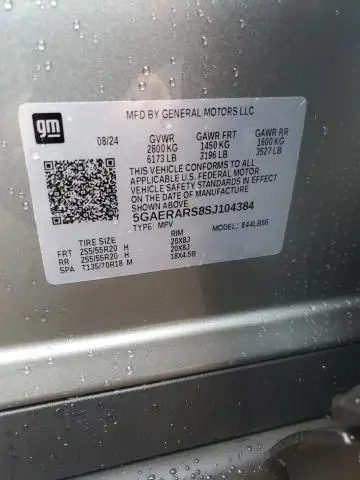 MFD BY GENERAL MOTORS LLC
gm
08/24 GVWR GAWR FRT GAWR RR
2800 KG 1450 KG 1600 KG
6173 LB 3196 LB 3527 LB
THIS VEHICLE CONFORMS TO ALL
APPLICABLE U.S. FEDERAL MOTOR
VEHICLE SAFETY AND THEFT PREVENTION
STANDARDS IN EFFECT ON THE DATE OF
MANUFACTURE SHOWN ABOVE.
5GAERARS8SJ104384
TYPE: MPV MODEL: 844LB56
TIRE SIZE RIM
FRT 255/55R20 H 20X8J
RR 255/55R20 H 20X8J
SPA T135/70R18 M 18X4.5B